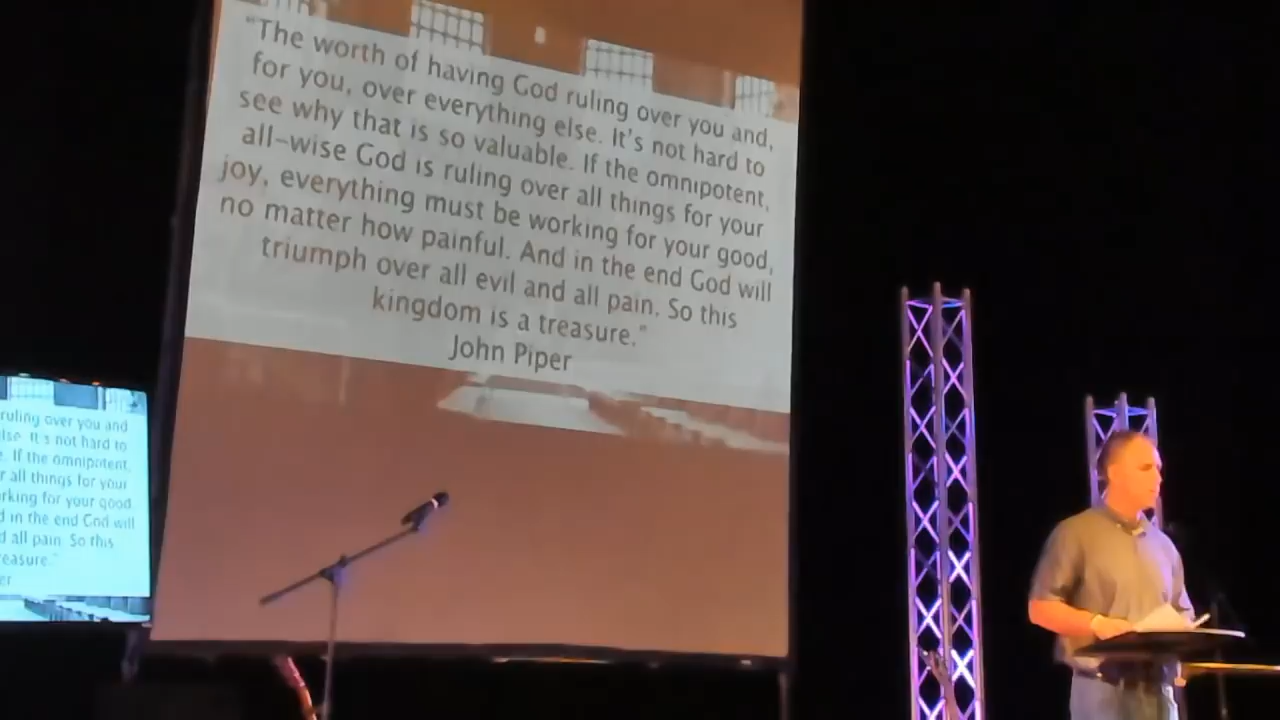 "The worth of having God ruling over you and,
for you, over everything else. It's not hard to
see why that is so valuable. If the omnipotent,
all-wise God is ruling over all things for your
joy, everything must be working for your good,
no matter how painful. And in the end God will
triumph over all evil and all pain. So this
kingdom is a treasure."
John Piper
ruling over you and
lse. It's not hard to
. If the omnipotent,
r all things for your
rking for your good
d in the end God will
d all pain. So this
easure."
er